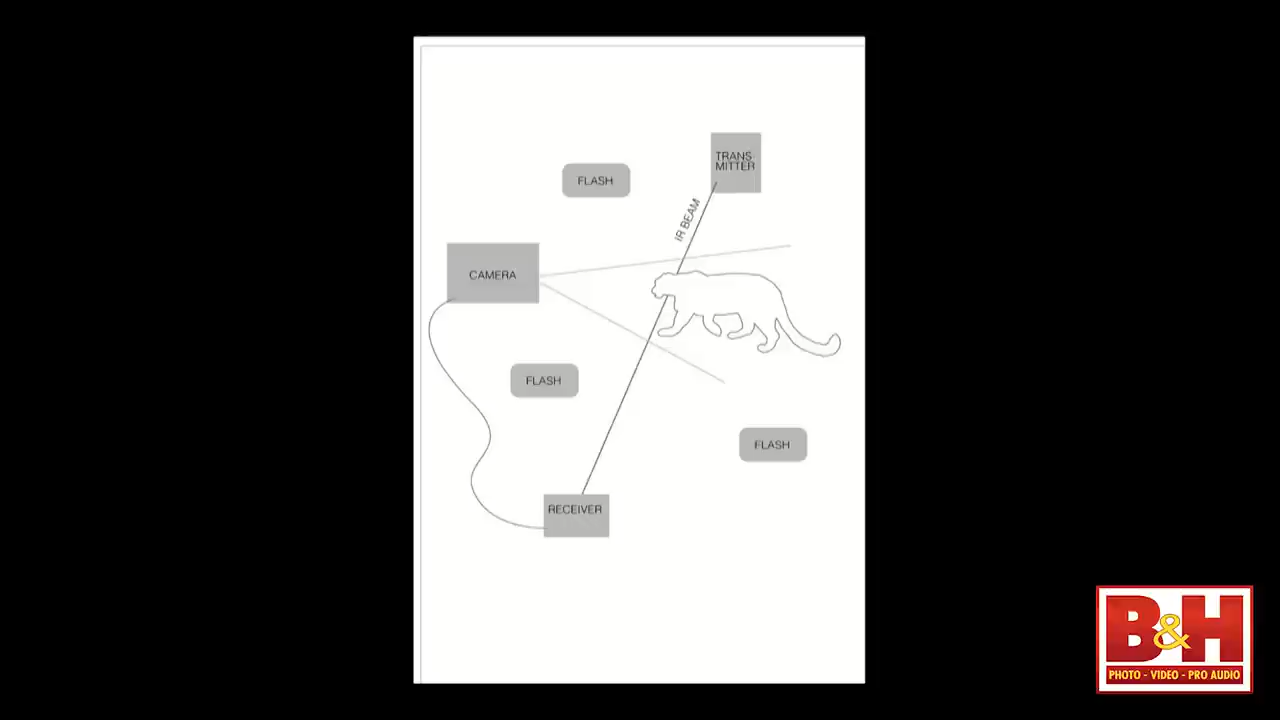 TRANS
MITTER
FLASH
IR BEAM
CAMERA
FLASH
FLASH
RECEIVER
B&H
PHOTO - VIDEO - PRO AUDIO